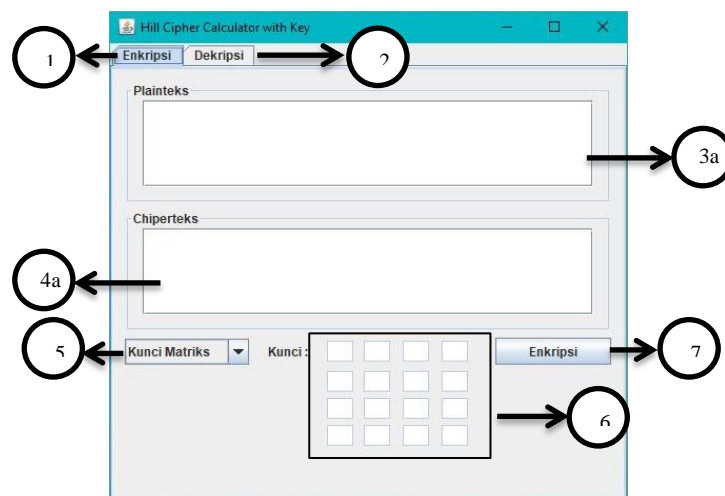 Hill Cipher Calculator with Key
1
Enkripsi
Dekripsi
2
Plainteks
3a
Chiperteks
4a
5
Kunci Matriks
Kunci :
Enkripsi
7
6